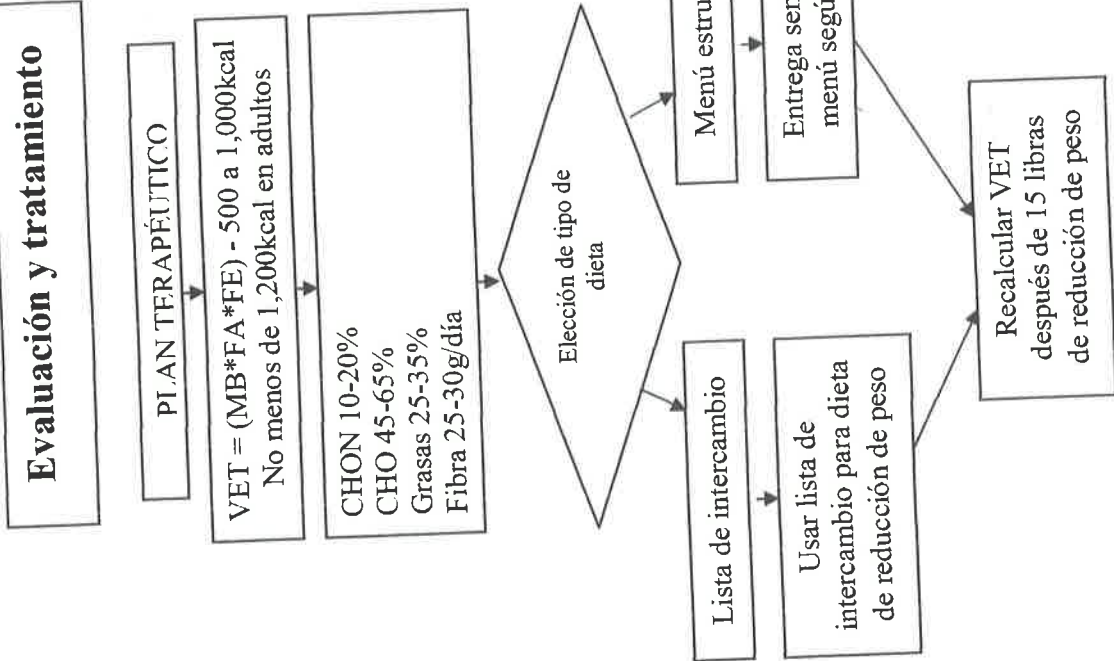 Evaluación y tratamiento
PLAN TERAPÉUTICO
VET = (MB*FA*FE) - 500 a 1,000kcal
No menos de 1,200kcal en adultos
CHON 10-20%
CHO 45-65%
Grasas 25-35%
Fibra 25-30g/día
Elección de tipo de
dieta
Lista de intercambio
Usar lista de
intercambio para dieta
de reducción de peso
Menú
Entrega
menú
Recalcular VET
después de 15 libras
de reducción de peso